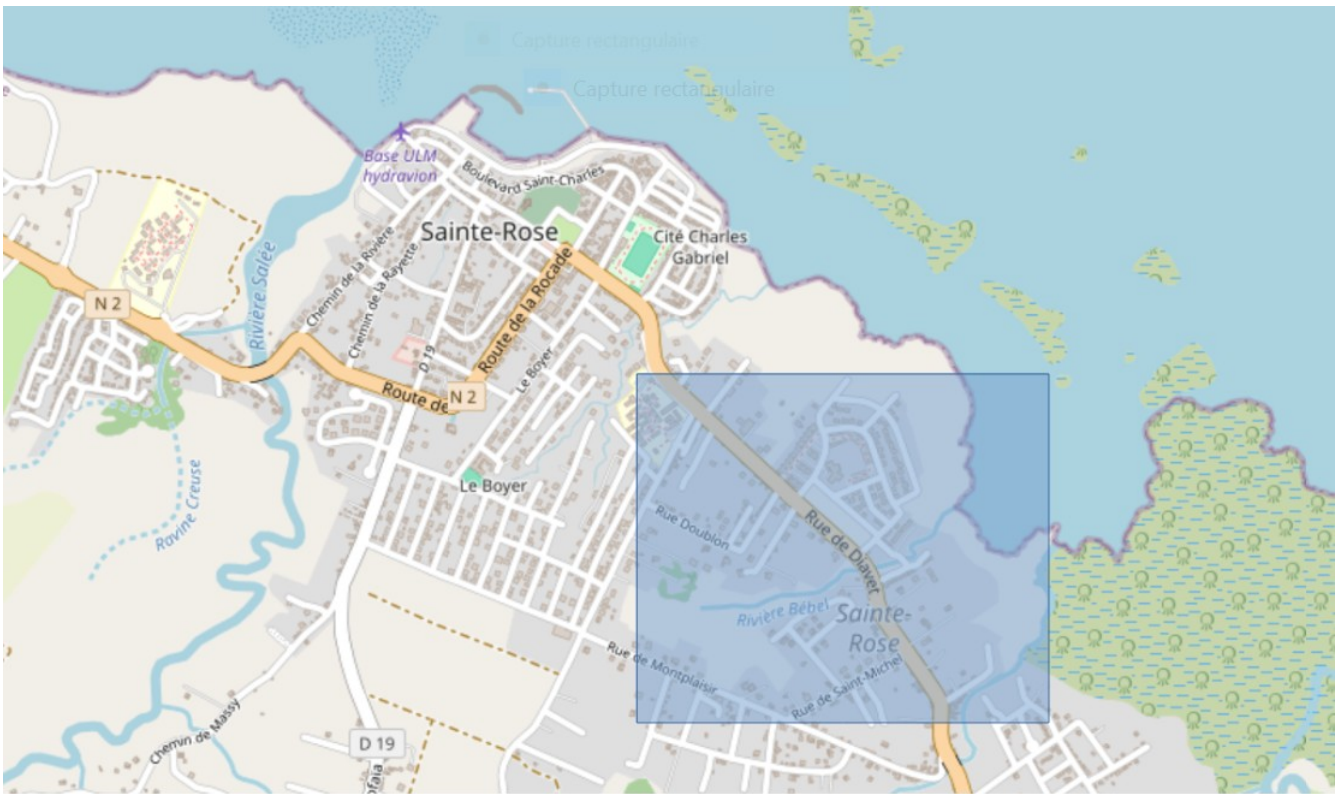 Capture rectangulaire
Capture rectangulaire
Base ULM
hydravion
Boulevard Saint-Charles
Sainte-Rose
Cité Charles
Gabriel
Chemin de la Rivière
Chemin de la Rayette
Rivière Salée
Route de la Rocade
N 2
D 19
Le Boyer
Route de
N 2
Le Boyer
Ravine Creuse
Rue Doublon
Rue de Diavet
Rivière Bébel
Sainte-
Rose
Rue de Montplaisir
Rue de Saint-Michel
Chemin de Massy
D 19
ofaïa